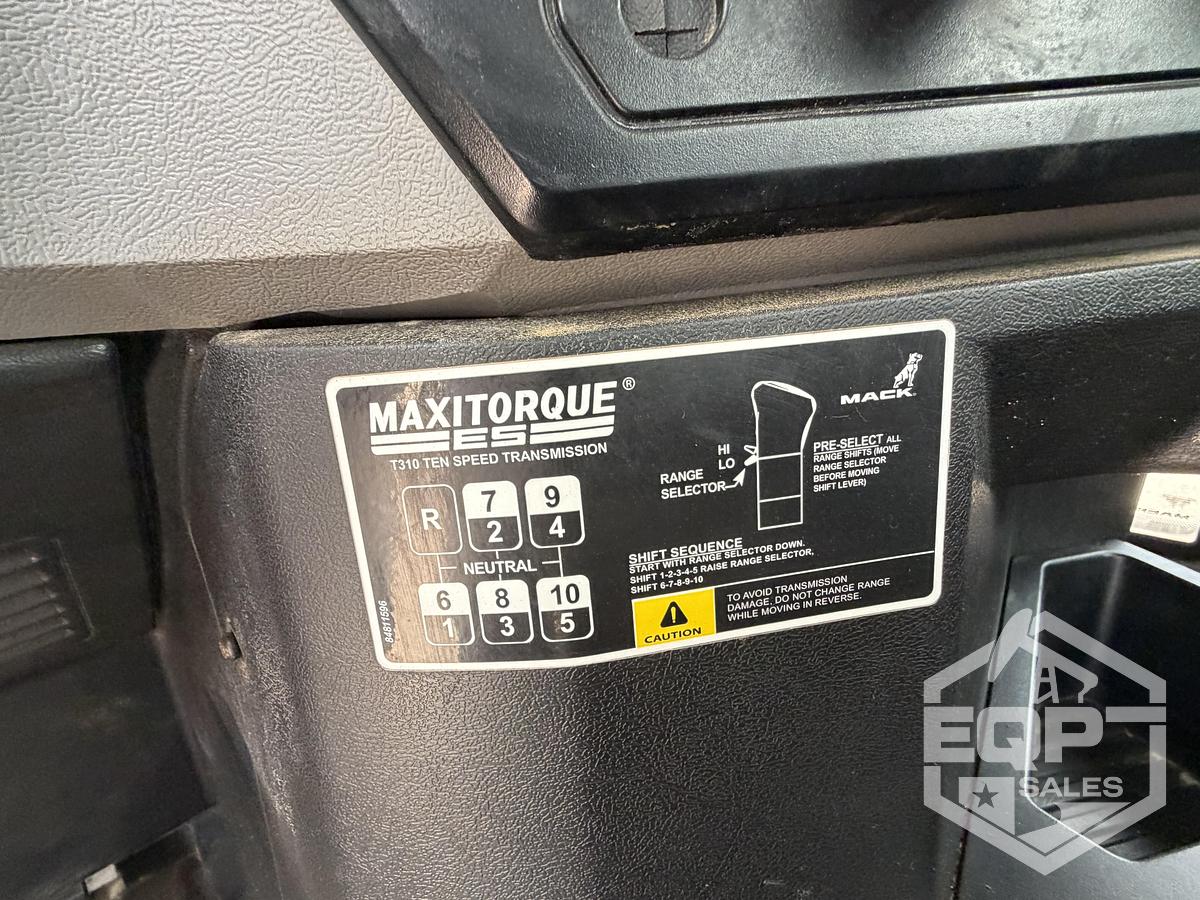 MAXITORQUE®
ES
T310 TEN SPEED TRANSMISSION
R
7
2
9
4
NEUTRAL
6
1
8
3
10
5
84811596
MACK
HI
LO
RANGE
SELECTOR
PRE-SELECT ALL
RANGE SHIFTS (MOVE
RANGE SELECTOR
BEFORE MOVING
SHIFT LEVER)
SHIFT SEQUENCE
START WITH RANGE SELECTOR DOWN.
SHIFT 1-2-3-4-5 RAISE RANGE SELECTOR,
SHIFT 6-7-8-9-10
CAUTION
TO AVOID TRANSMISSION
DAMAGE. DO NOT CHANGE RANGE
WHILE MOVING IN REVERSE.
EQP
SALES